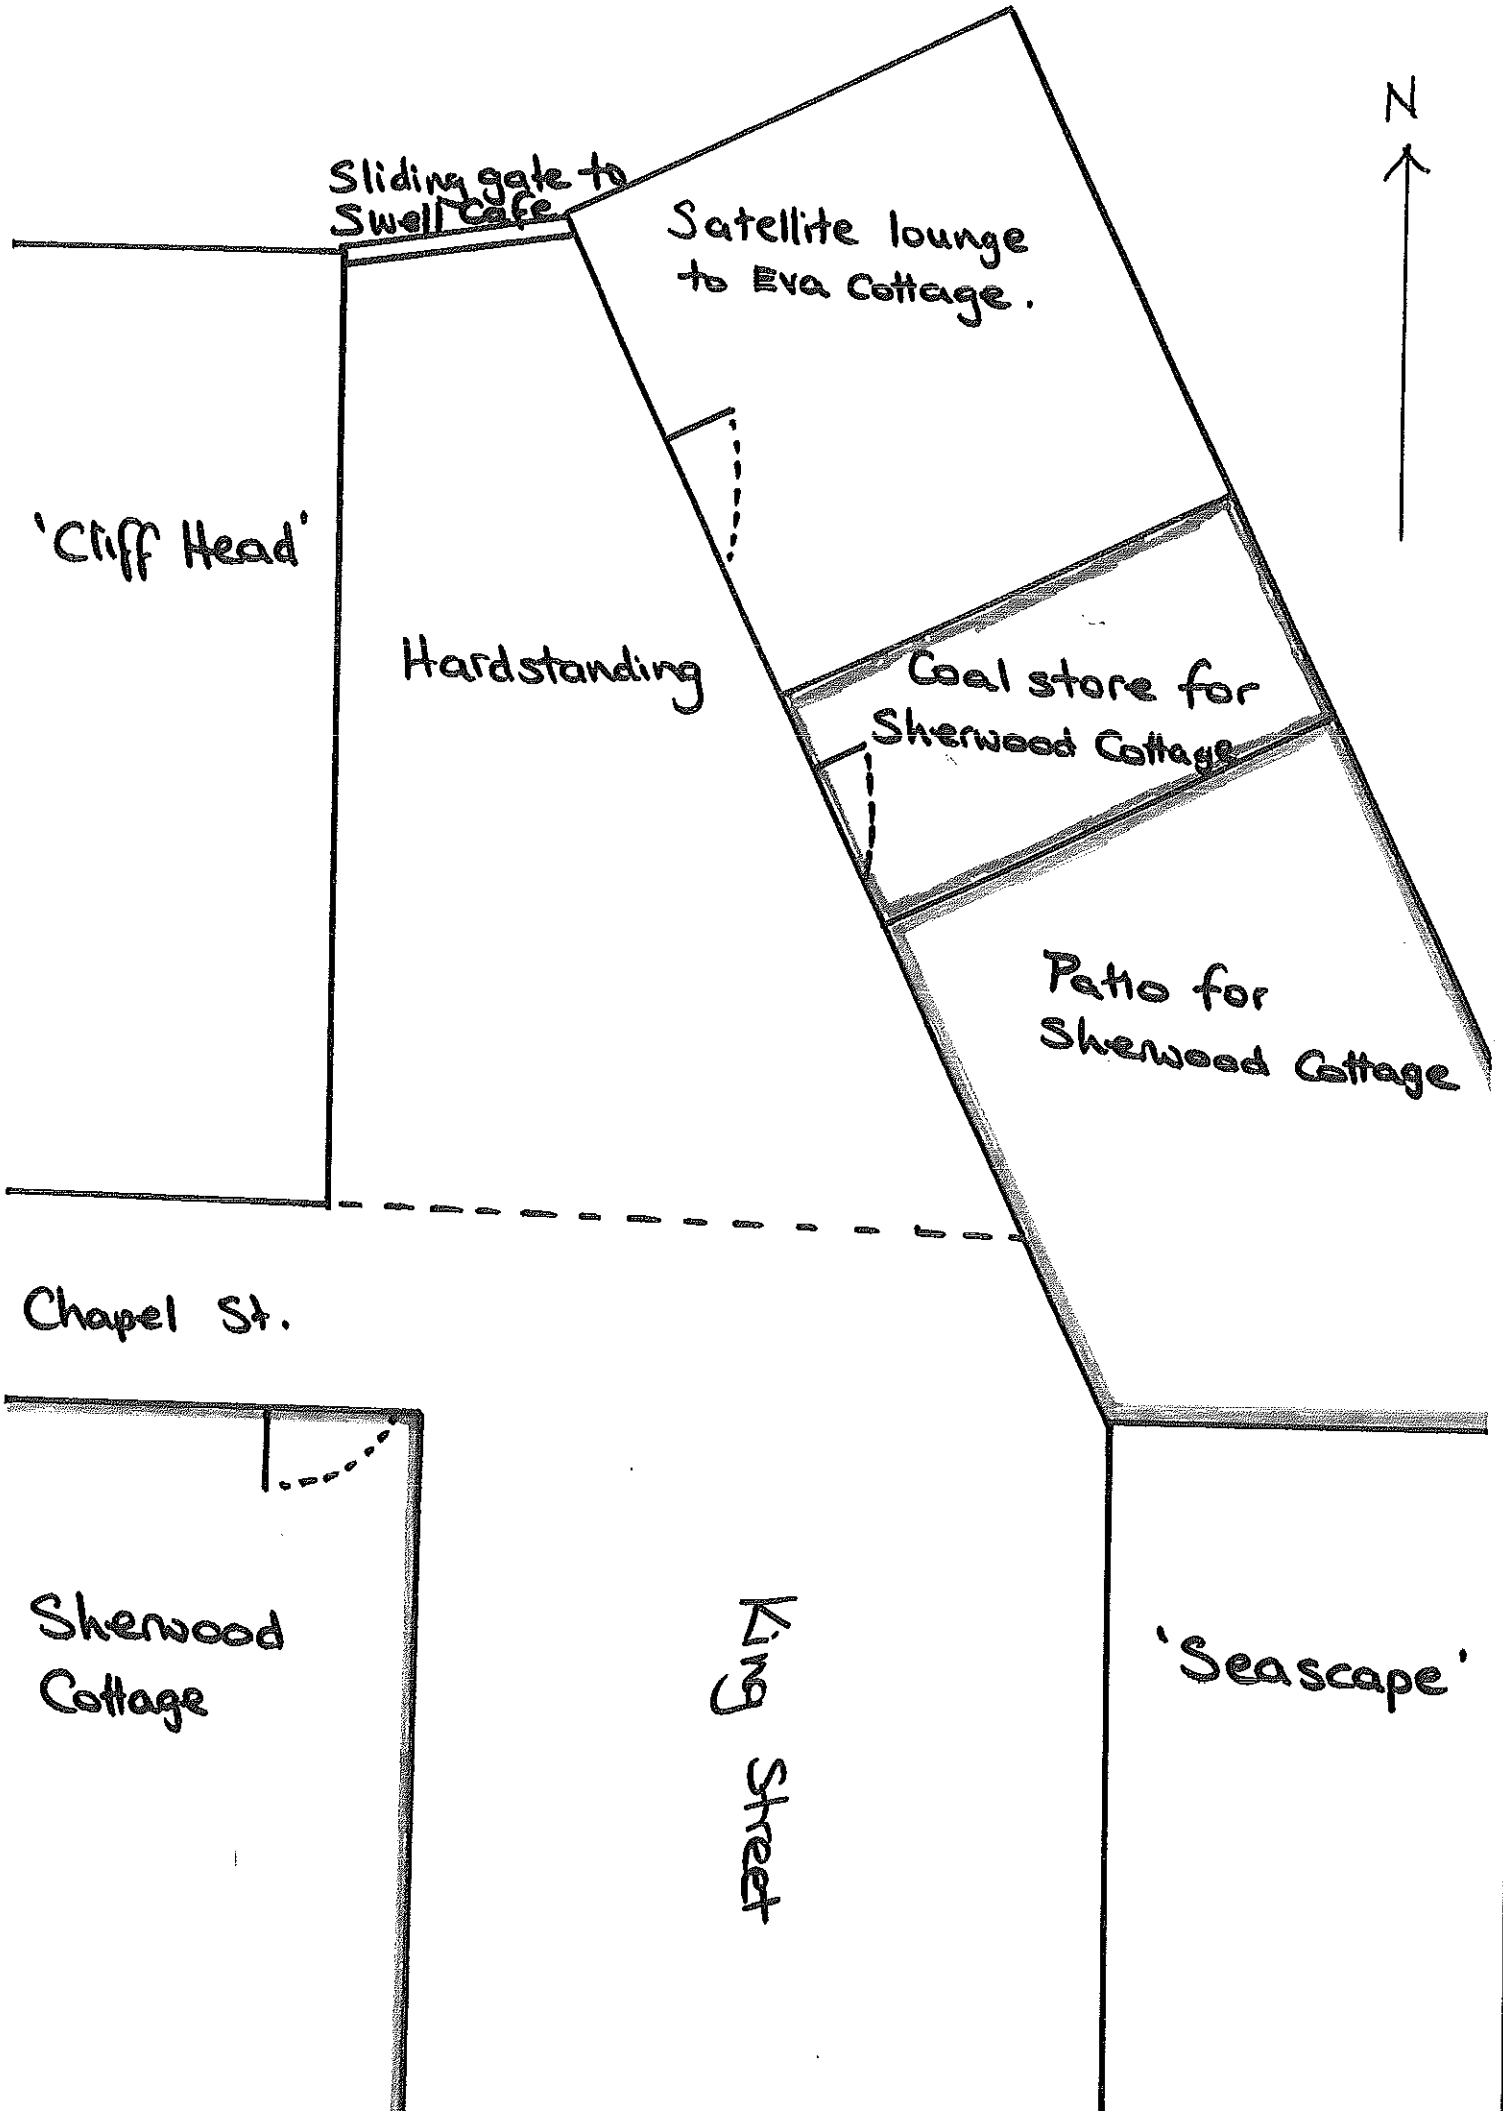 N
Sliding gate to
Swell Cafe
Satellite lounge
to Eva Cottage.
'Cliff Head'
Hardstanding
Coal store for
Sherwood Cottage
Patio for
Sherwood Cottage
Chapel St.
Sherwood
Cottage
King Street
'Seascape'